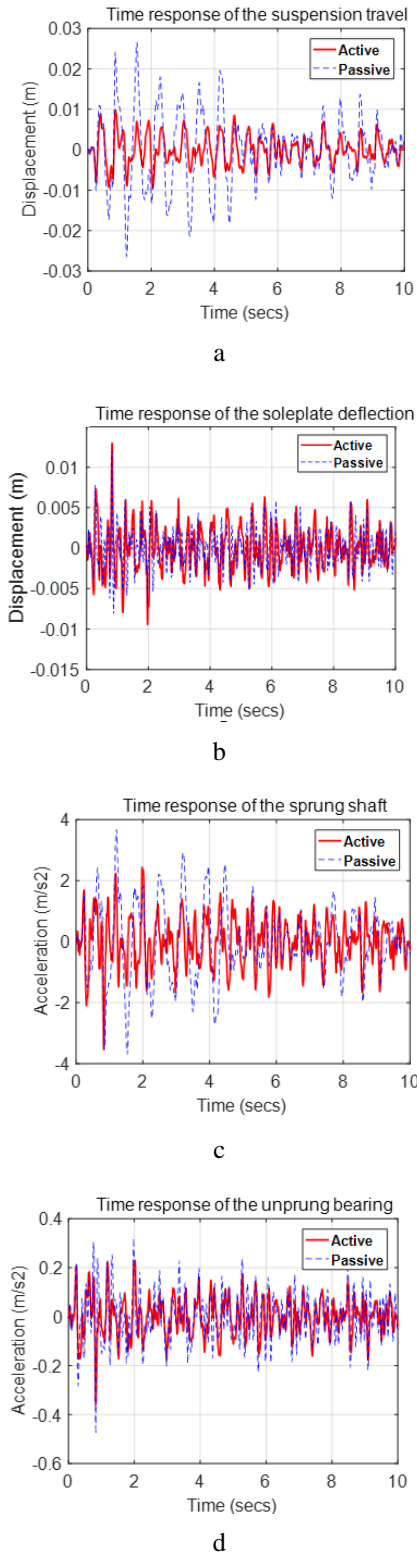 Time response of the suspension travel
0.03
0.02
0.01
0
-0.01
-0.02
-0.03
Displacement (m)
Active
Passive
0 2 4 6 8 10
Time (secs)
a
Time response of the soleplate deflection
0.01
0.005
0
-0.005
-0.01
-0.015
Displacement (m)
Active
Passive
0 2 4 6 8 10
Time (secs)
b
Time response of the sprung shaft
4
2
0
-2
-4
Acceleration (m/s2)
Active
Passive
0 2 4 6 8 10
Time (secs)
c
Time response of the unprung bearing
0.4
0.2
0
-0.2
-0.4
-0.6
Acceleration (m/s2)
Active
Passive
0 2 4 6 8 10
Time (secs)
d